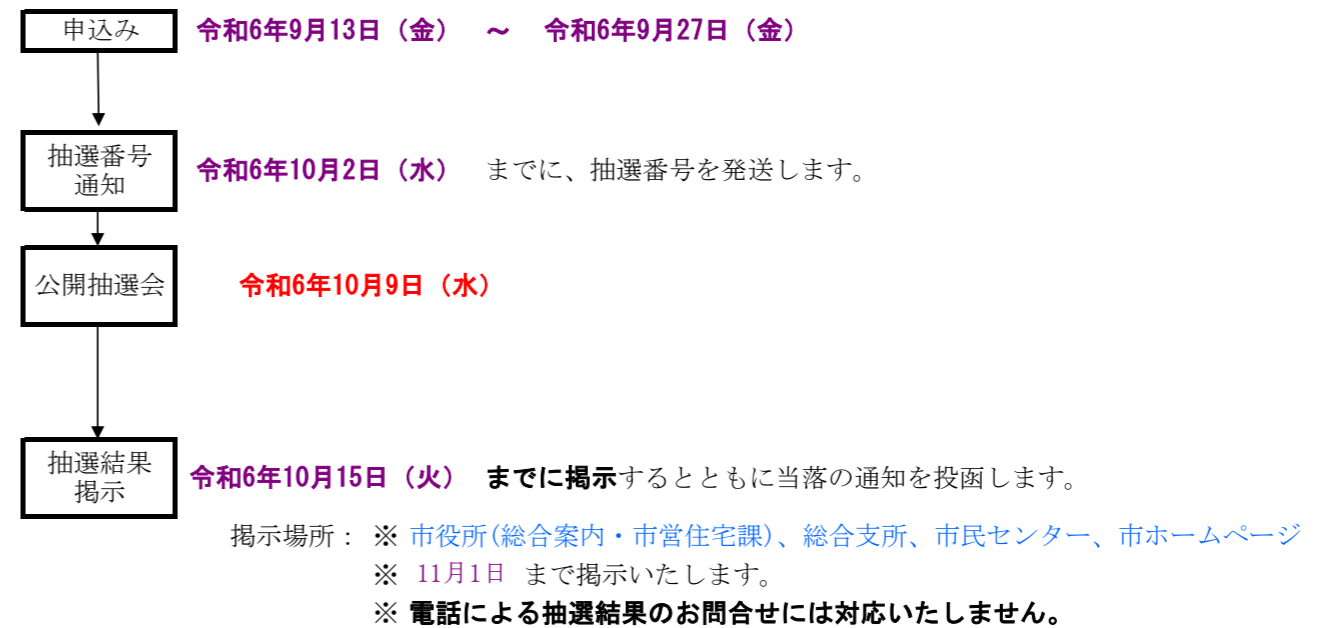 申込み 令和6年9月13日（金） ～ 令和6年9月27日（金）
抽選番号
通知
令和6年10月2日（水） までに、抽選番号を発送します。
公開抽選会 令和6年10月9日（水）
抽選結果
掲示
令和6年10月15日（火） までに掲示するとともに当落の通知を投函します。
掲示場所： ※ 市役所(総合案内・市営住宅課)、総合支所、市民センター、市ホームページ
※ 11月1日 まで掲示いたします。
※ 電話による抽選結果のお問合せには対応いたしません。